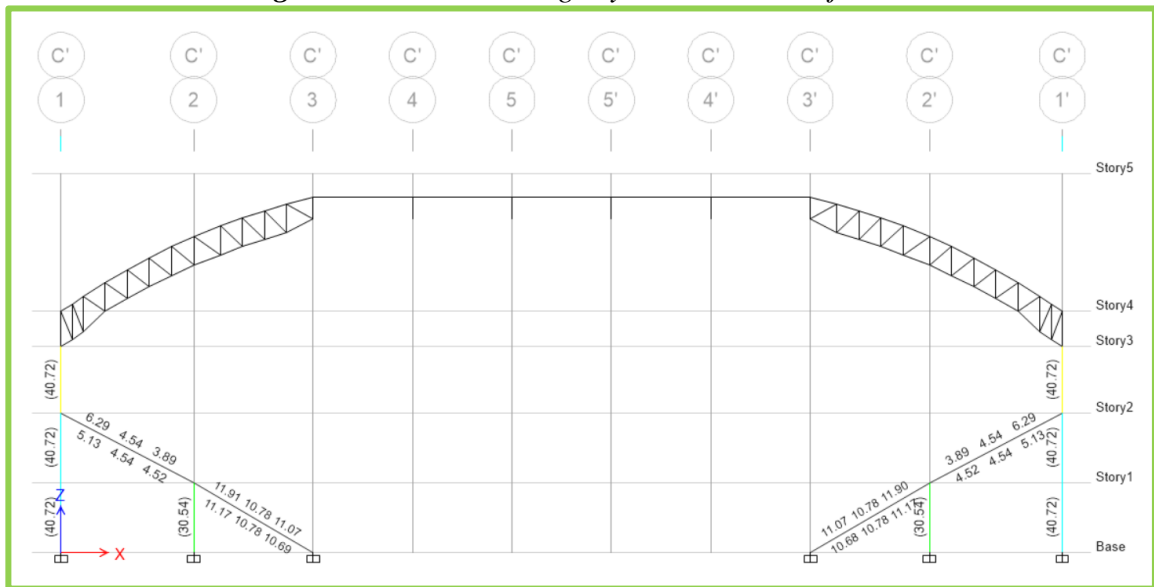 C' C' C' C' C' C' C' C' C' C'
1 2 3 4 5 5' 4' 3' 2' 1'
Story5
Story4
Story3
(40.72) (40.72)
Story2
6.29 4.54 3.89 3.89 4.54 6.29
5.13 4.54 4.52 4.52 4.54 5.13
(40.72) (40.72)
Story1
11.91 10.78 11.07 11.07 10.78 11.90
11.17 10.78 10.69 10.68 10.78 11.17
(40.72) (30.54) (30.54) (40.72)
Z
X
Base